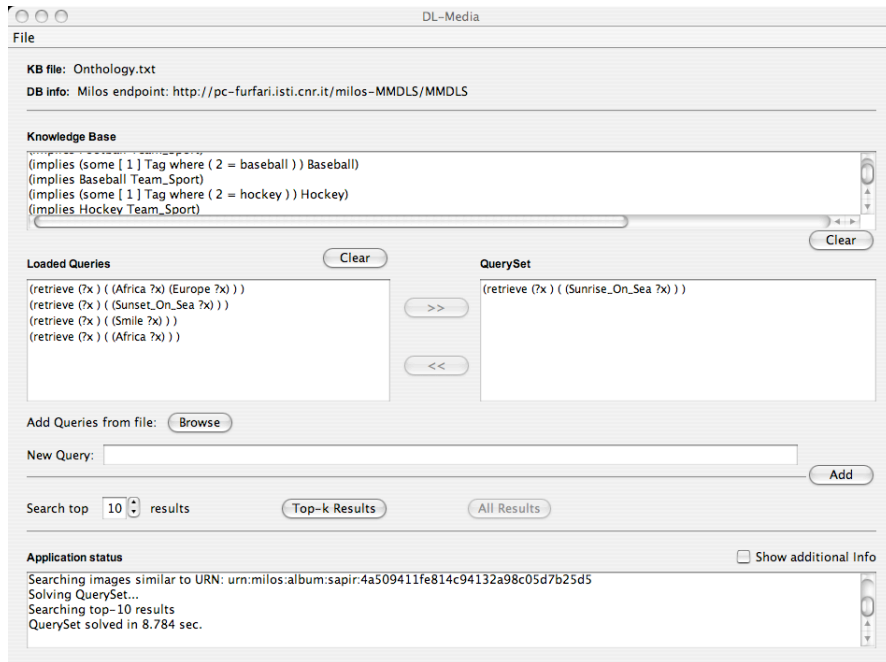 DL-Media
File
KB file: Onthology.txt
DB info: Milos endpoint: http://pc-furfari.isti.cnr.it/milos-MMDLS/MMDLS
Knowledge Base
(implies Football Team_Sport)
(implies (some [ 1 ] Tag where ( 2 = baseball ) ) Baseball)
(implies Baseball Team_Sport)
(implies (some [ 1 ] Tag where ( 2 = hockey ) ) Hockey)
(implies Hockey Team_Sport)
Clear
Loaded Queries
Clear
QuerySet
(retrieve (?x ) ( (Africa ?x) (Europe ?x) ) )
(retrieve (?x ) ( (Sunset_On_Sea ?x) ) )
(retrieve (?x ) ( (Smile ?x) ) )
(retrieve (?x ) ( (Africa ?x) ) )
>>
<<
(retrieve (?x ) ( (Sunrise_On_Sea ?x) ) )
Add Queries from file: Browse
New Query:
Add
Search top 10 results Top-k Results All Results
Application status
Show additional Info
Searching images similar to URN: urn:milos:album:sapir:4a509411fe814c94132a98c05d7b25d5
Solving QuerySet...
Searching top-10 results
QuerySet solved in 8.784 sec.